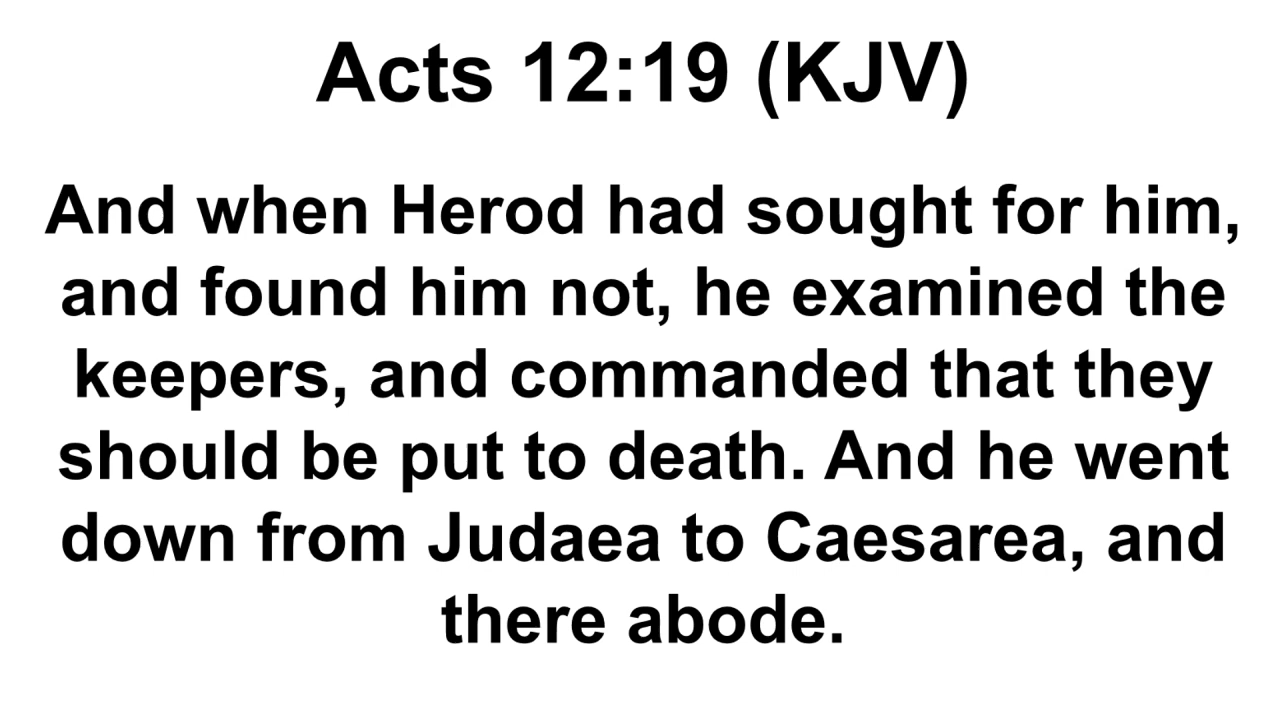 Acts 12:19 (KJV)
And when Herod had sought for him,
and found him not, he examined the
keepers, and commanded that they
should be put to death. And he went
down from Judaea to Caesarea, and
there abode.